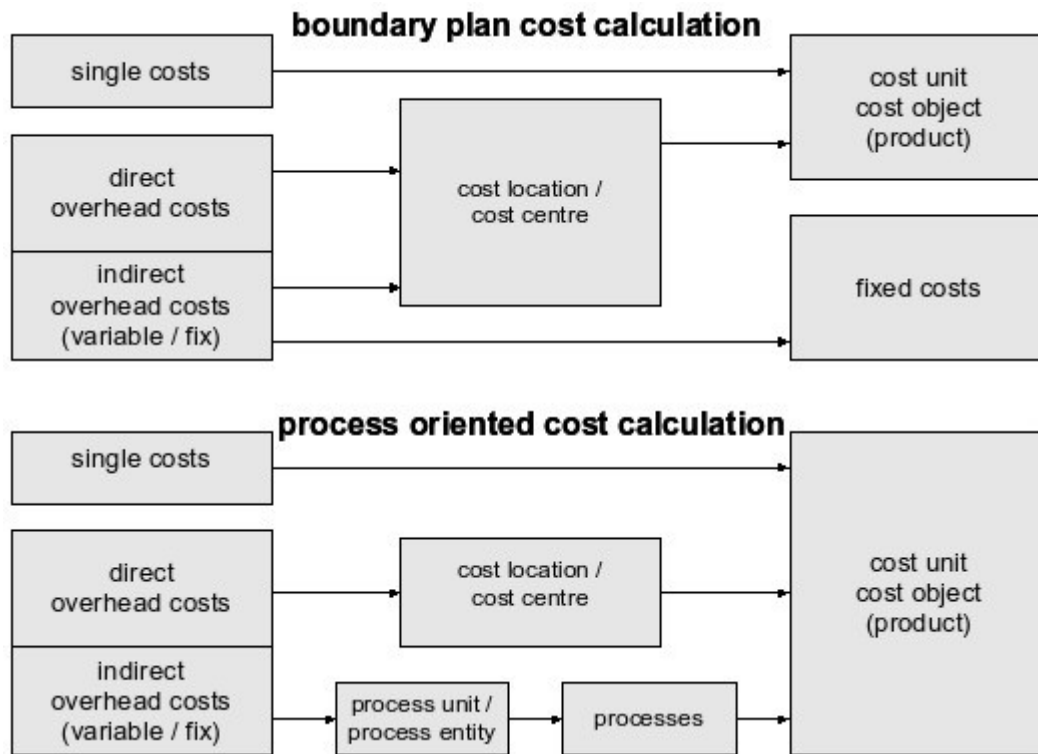 boundary plan cost calculation
single costs
cost unit
cost object
(product)
direct
overhead costs
cost location /
cost centre
indirect
overhead costs
(variable / fix)
fixed costs
process oriented cost calculation
single costs
direct
overhead costs
cost location /
cost centre
cost unit
cost object
(product)
indirect
overhead costs
(variable / fix)
process unit /
process entity
processes